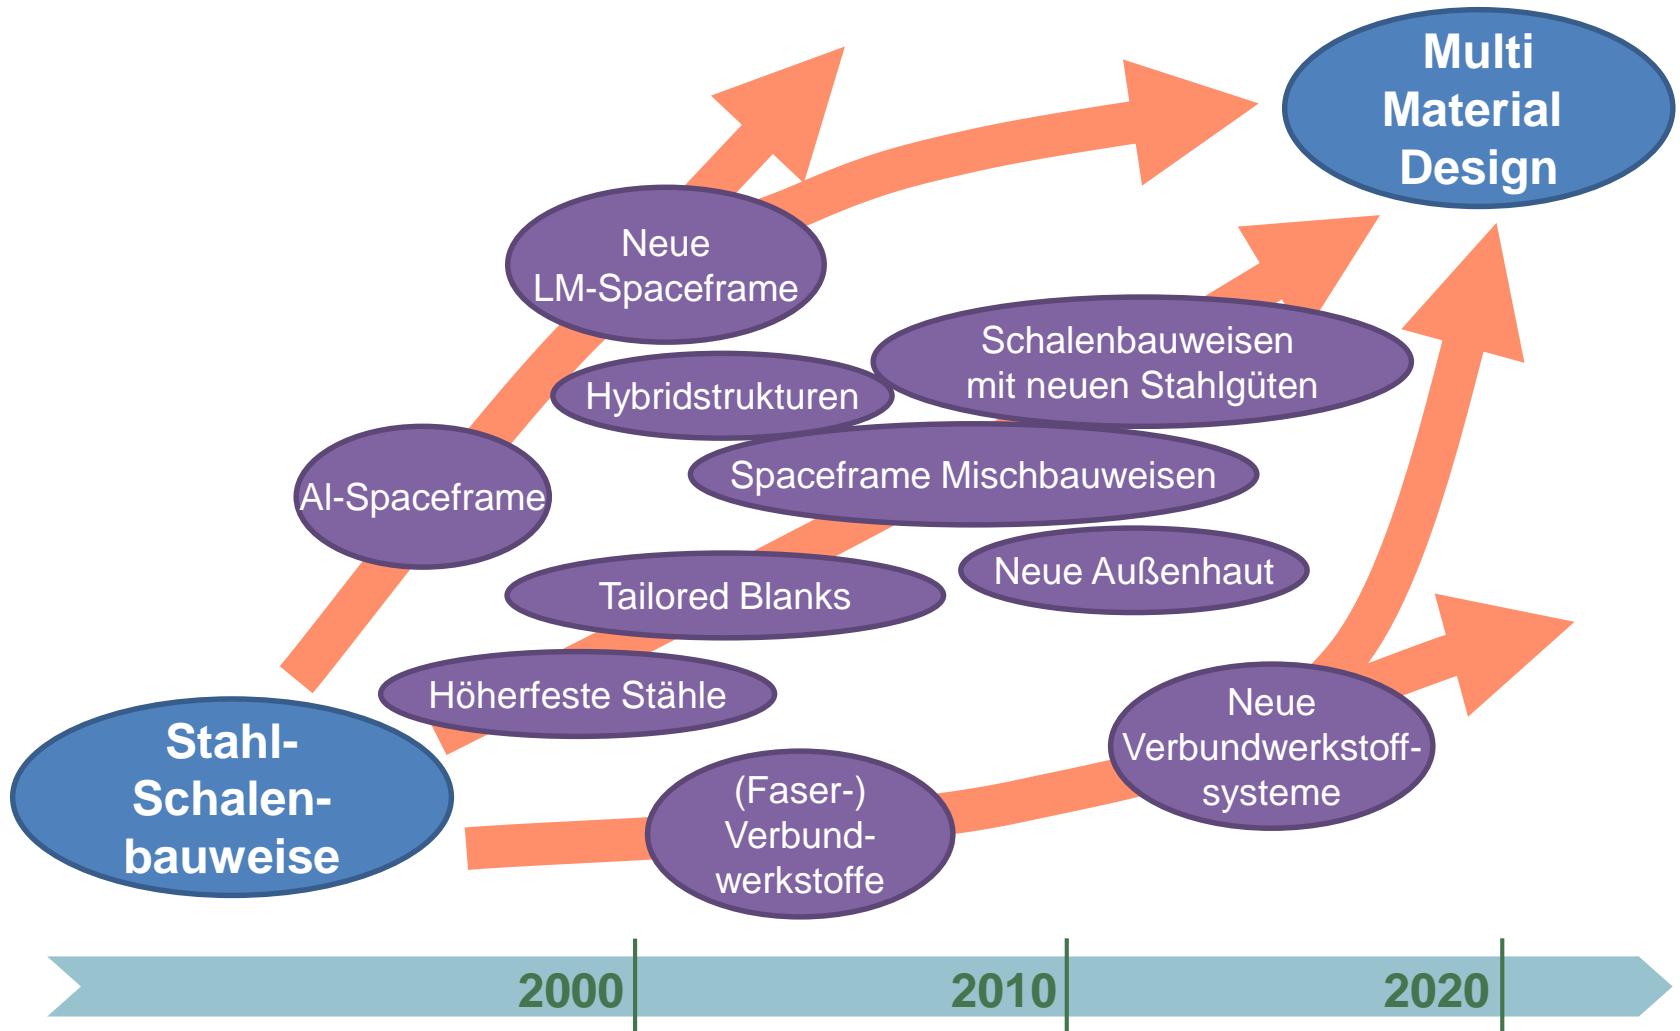 Multi
Material
Design
Neue
LM-Spaceframe
Schalenbauweisen
mit neuen Stahlgüten
Hybridstrukturen
Spaceframe Mischbauweisen
Al-Spaceframe
Neue Außenhaut
Tailored Blanks
Höherfeste Stähle
Neue
Verbundwerkstoff-
systeme
Stahl-
Schalen-
bauweise
(Faser-)
Verbund-
werkstoffe
2000
2010
2020